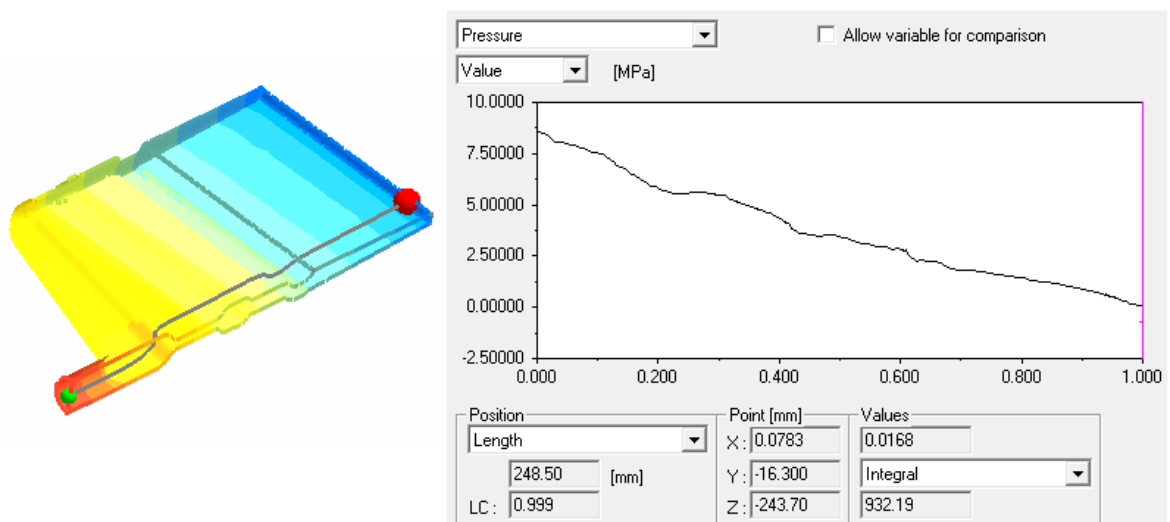 Pressure
Allow variable for comparison
Value [MPa]
10.0000
7.50000
5.00000
2.50000
0.00000
-2.50000
0.000 0.200 0.400 0.600 0.800 1.000
Position Point [mm] Values
Length X: 0.0783 0.0168
248.50 [mm] Y: -16.300 Integral
LC: 0.999 Z: -243.70 932.19